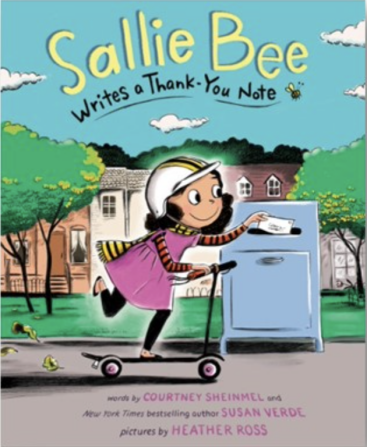 Sallie Bee
Writes a Thank-You Note
words by COURTNEY SHEINMEL and
New York Times bestselling author SUSAN VERDE
pictures by HEATHER ROSS